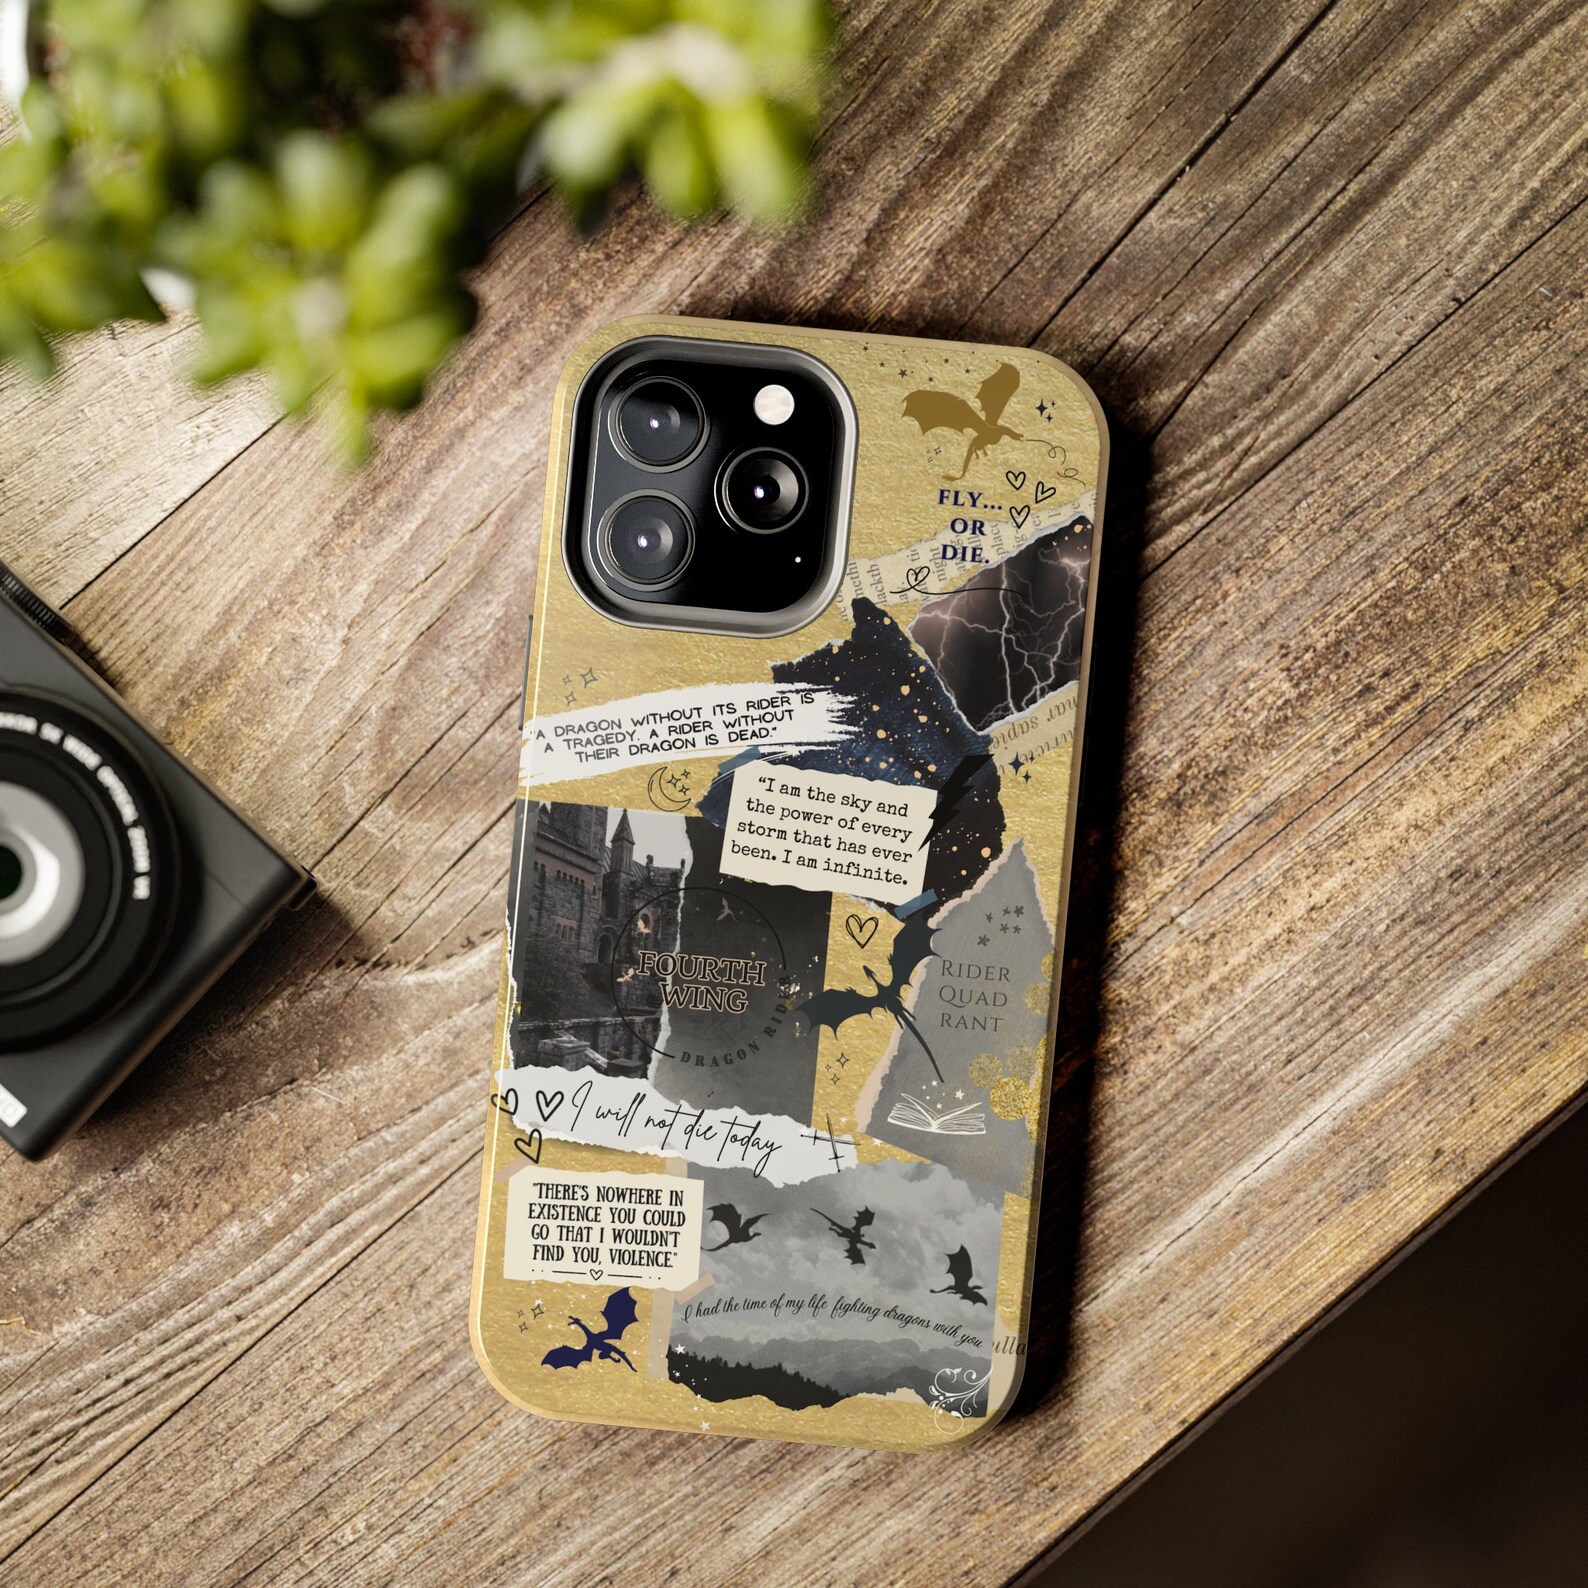 FLY...
OR
DIE.
"A DRAGON WITHOUT ITS RIDER IS
A TRAGEDY. A RIDER WITHOUT
THEIR DRAGON IS DEAD."
“I am the sky and
the power of every
storm that has ever
been. I am infinite.
FOURTH
WING
DRAGON RIDER
RIDER
QUAD
RANT
I will not die today
"THERE'S NOWHERE IN
EXISTENCE YOU COULD
GO THAT I WOULDN'T
FIND YOU, VIOLENCE."
I had the time of my life fighting dragons with you